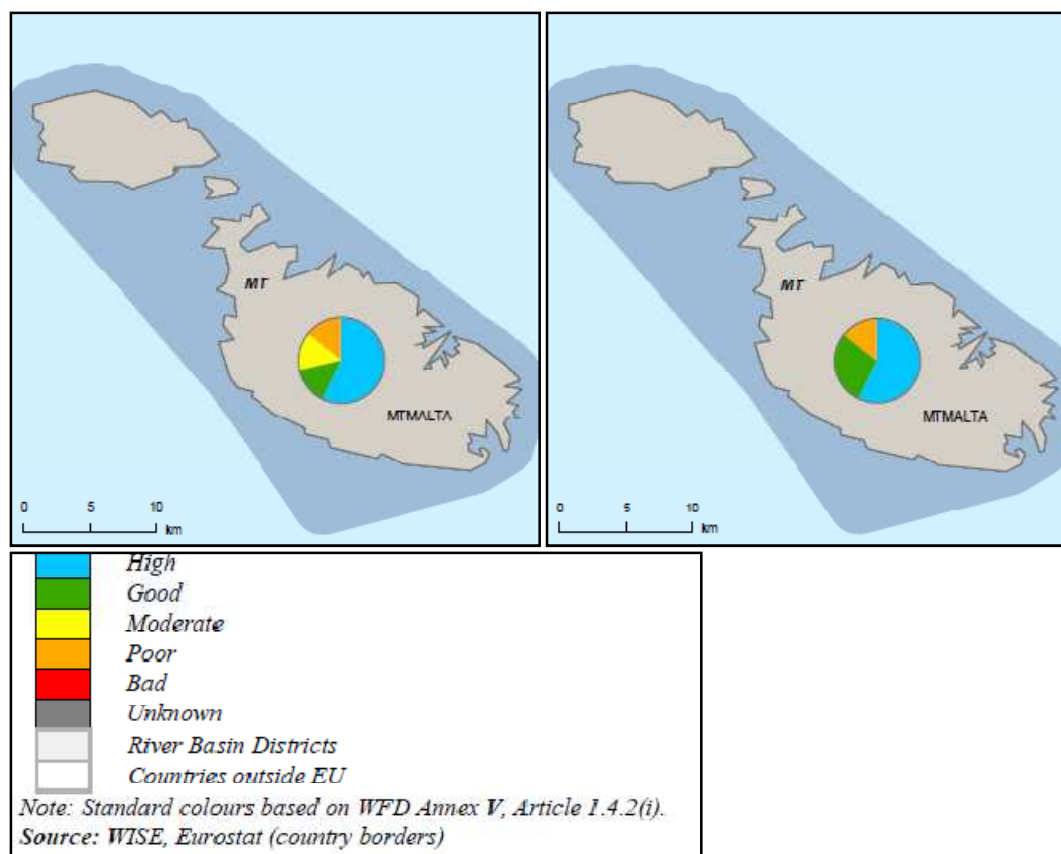 MT
MTMALTA
0 5 10
km
MT
MTMALTA
0 5 10
km
High
Good
Moderate
Poor
Bad
Unknown
River Basin Districts
Countries outside EU
Note: Standard colours based on WFD Annex V, Article 1.4.2(i).
Source: WISE, Eurostat (country borders)